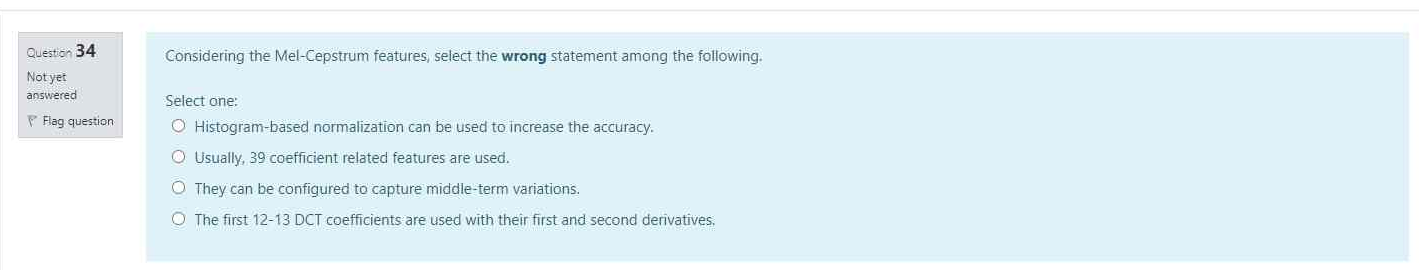 Question 34
Not yet
answered
Flag question
Considering the Mel-Cepstrum features, select the wrong statement among the following.
Select one:
Histogram-based normalization can be used to increase the accuracy.
Usually, 39 coefficient related features are used.
They can be configured to capture middle-term variations.
The first 12-13 DCT coefficients are used with their first and second derivatives.